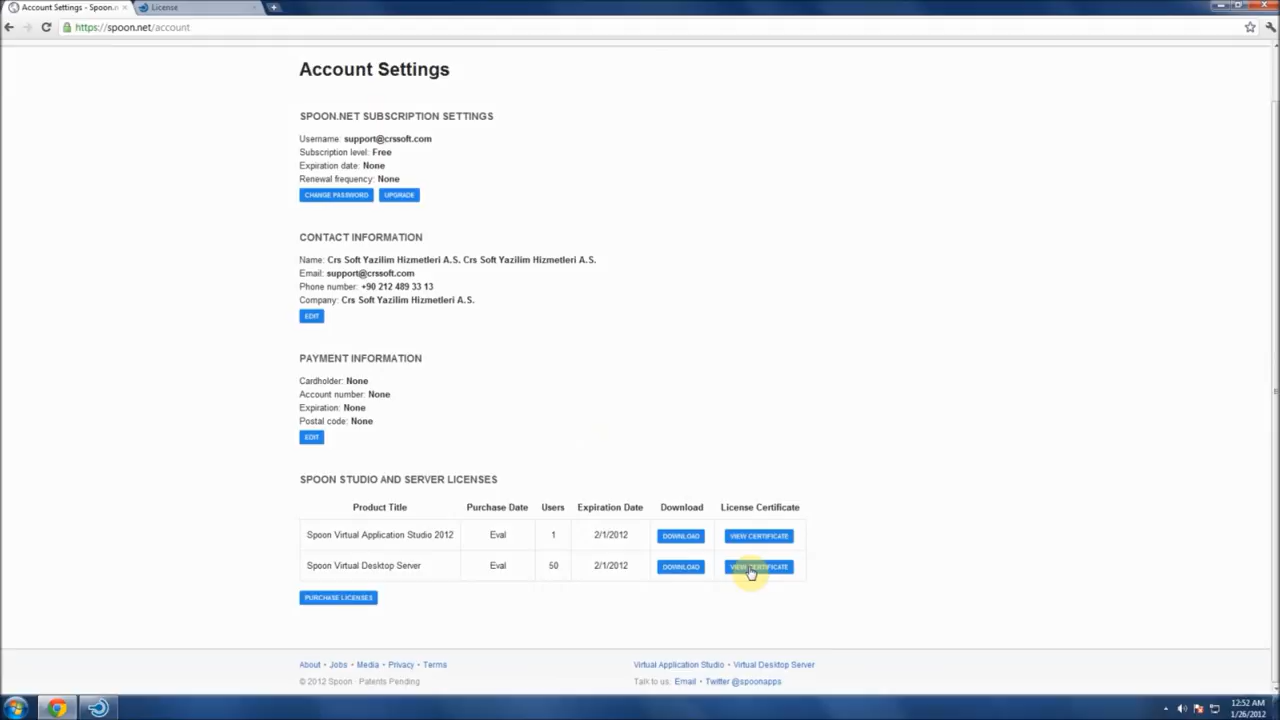 Account Settings - Spoon.n
License
https://spoon.net/account
Account Settings
SPOON.NET SUBSCRIPTION SETTINGS
Username: support@crssoft.com
Subscription level: Free
Expiration date: None
Renewal frequency: None
CHANGE PASSWORD UPGRADE
CONTACT INFORMATION
Name: Crs Soft Yazilim Hizmetleri A.S. Crs Soft Yazilim Hizmetleri A.S.
Email: support@crssoft.com
Phone number: +90 212 489 33 13
Company: Crs Soft Yazilim Hizmetleri A.S.
EDIT
PAYMENT INFORMATION
Cardholder: None
Account number: None
Expiration: None
Postal code: None
EDIT
SPOON STUDIO AND SERVER LICENSES
Product Title Purchase Date Users Expiration Date Download License Certificate
Spoon Virtual Application Studio 2012 Eval 1 2/1/2012 DOWNLOAD VIEW CERTIFICATE
Spoon Virtual Desktop Server Eval 50 2/1/2012 DOWNLOAD VIEW CERTIFICATE
PURCHASE LICENSES
About • Jobs • Media • Privacy • Terms
Virtual Application Studio • Virtual Desktop Server
© 2012 Spoon · Patents Pending
Talk to us: Email • Twitter @spoonapps
12:52 AM
1/26/2012